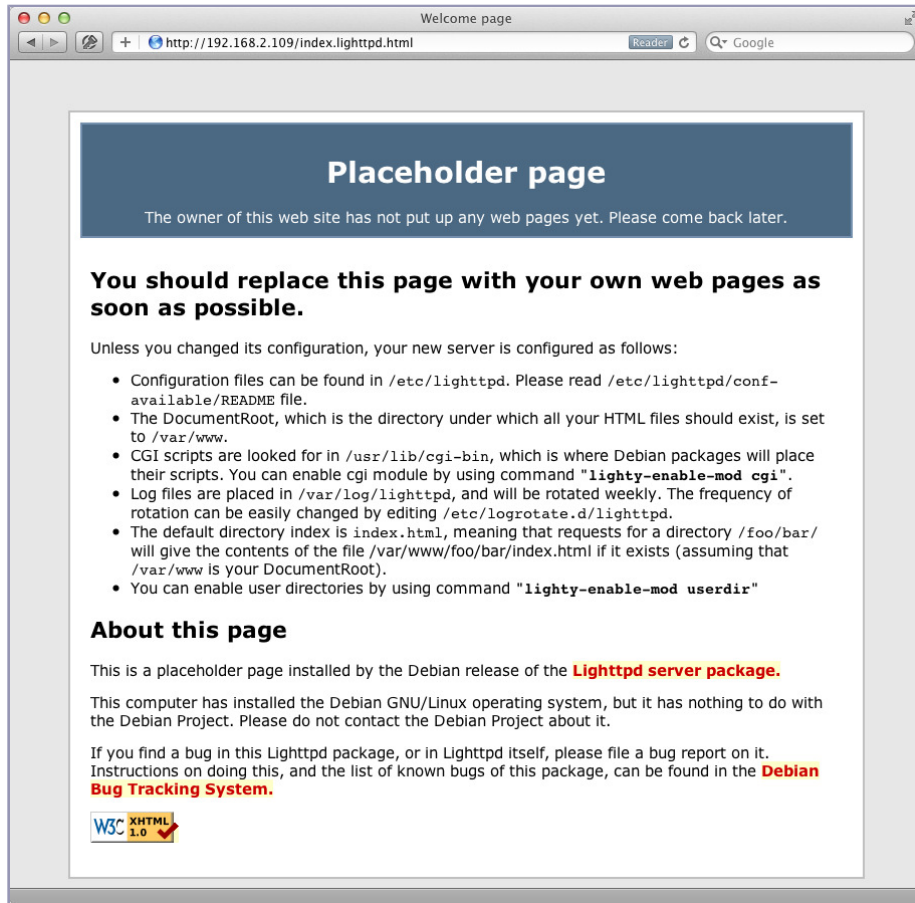 Welcome page
http://192.168.2.109/index.lighttpd.html
Reader
Google
Placeholder page
The owner of this web site has not put up any web pages yet. Please come back later.
You should replace this page with your own web pages as
soon as possible.
Unless you changed its configuration, your new server is configured as follows:
• Configuration files can be found in /etc/lighttpd. Please read /etc/lighttpd/conf-
available/README file.
• The DocumentRoot, which is the directory under which all your HTML files should exist, is set
to /var/www.
• CGI scripts are looked for in /usr/lib/cgi-bin, which is where Debian packages will place
their scripts. You can enable cgi module by using command "lighty-enable-mod cgi".
• Log files are placed in /var/log/lighttpd, and will be rotated weekly. The frequency of
rotation can be easily changed by editing /etc/logrotate.d/lighttpd.
• The default directory index is index.html, meaning that requests for a directory /foo/bar/
will give the contents of the file /var/www/foo/bar/index.html if it exists (assuming that
/var/www is your DocumentRoot).
• You can enable user directories by using command "lighty-enable-mod userdir"
About this page
This is a placeholder page installed by the Debian release of the Lighttpd server package.
This computer has installed the Debian GNU/Linux operating system, but it has nothing to do with
the Debian Project. Please do not contact the Debian Project about it.
If you find a bug in this Lighttpd package, or in Lighttpd itself, please file a bug report on it.
Instructions on doing this, and the list of known bugs of this package, can be found in the Debian
Bug Tracking System.
W3C XHTML
1.0